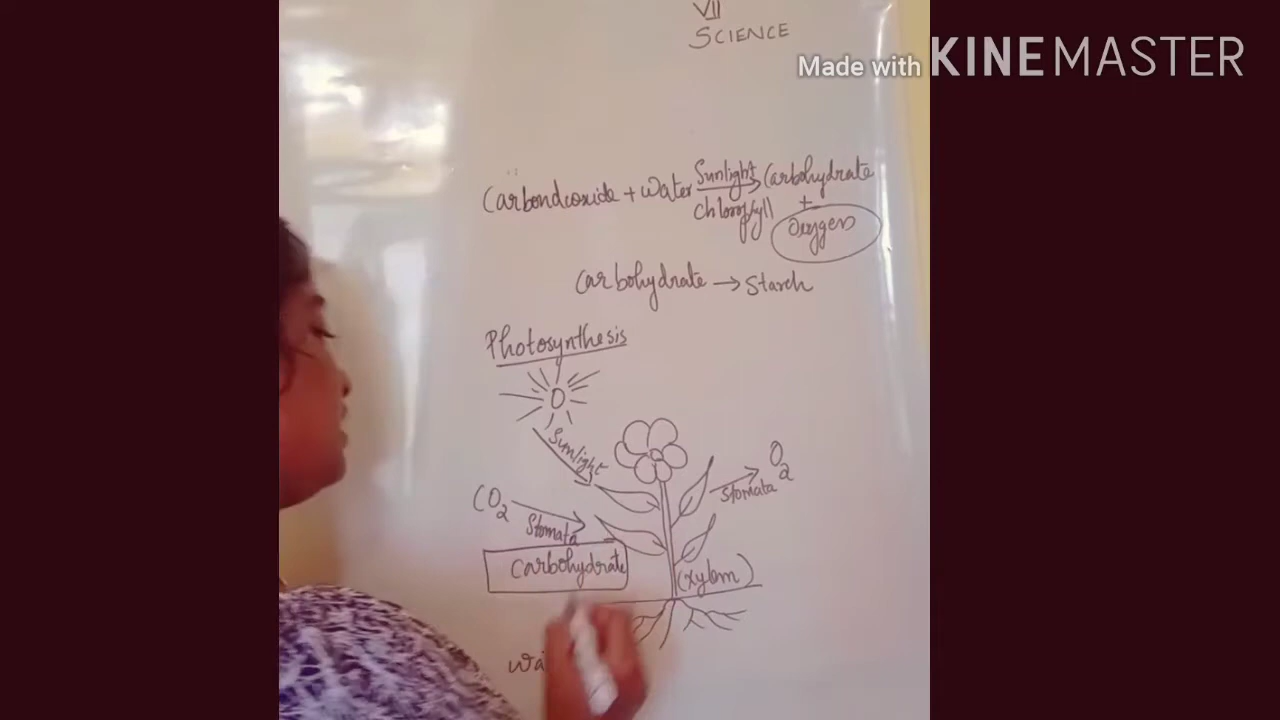 VII
SCIENCE
Made with KINEMASTER
Carbondioxide + Water Sunlight Carbohydrate
chlorophyll +
Oxygen
Carbohydrate → Starch
Photosynthesis
Sunlight
CO2
Stomata
O2
Stomata
Carbohydrate
(xylem)